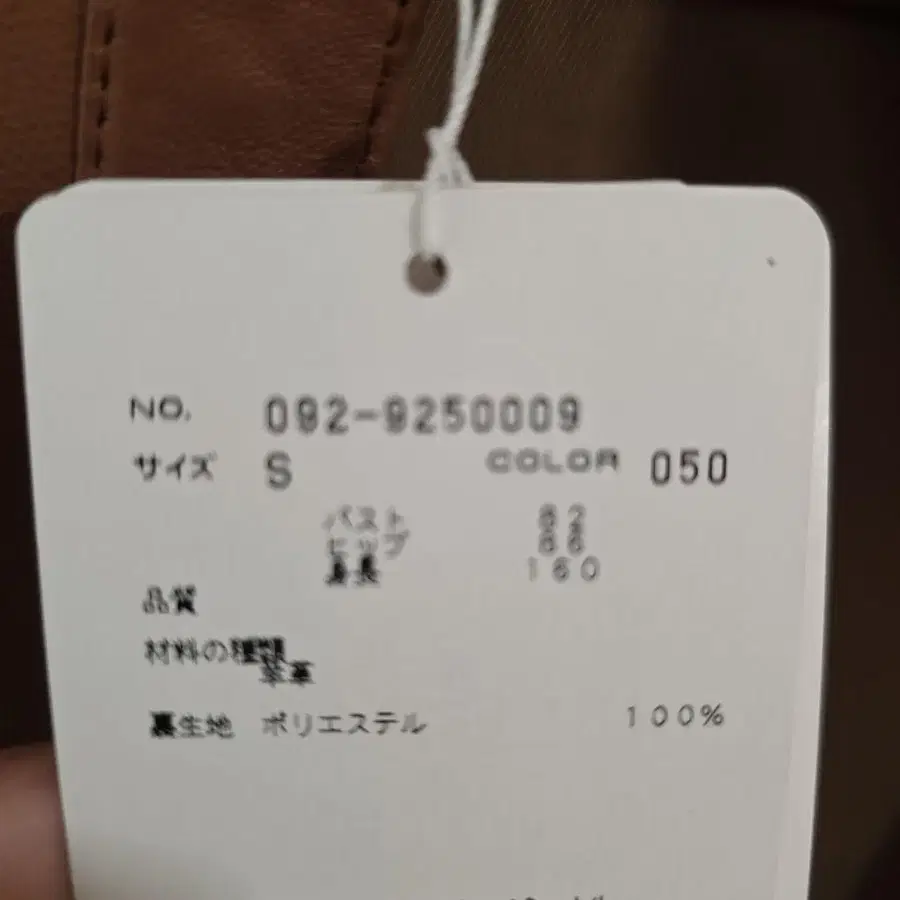 NO. 092-9250009
サイズ S COLOR 050
バスト 82
ヒップ 88
身長 160
品質
材料の種類
羊革
裏生地 ポリエステル 100%